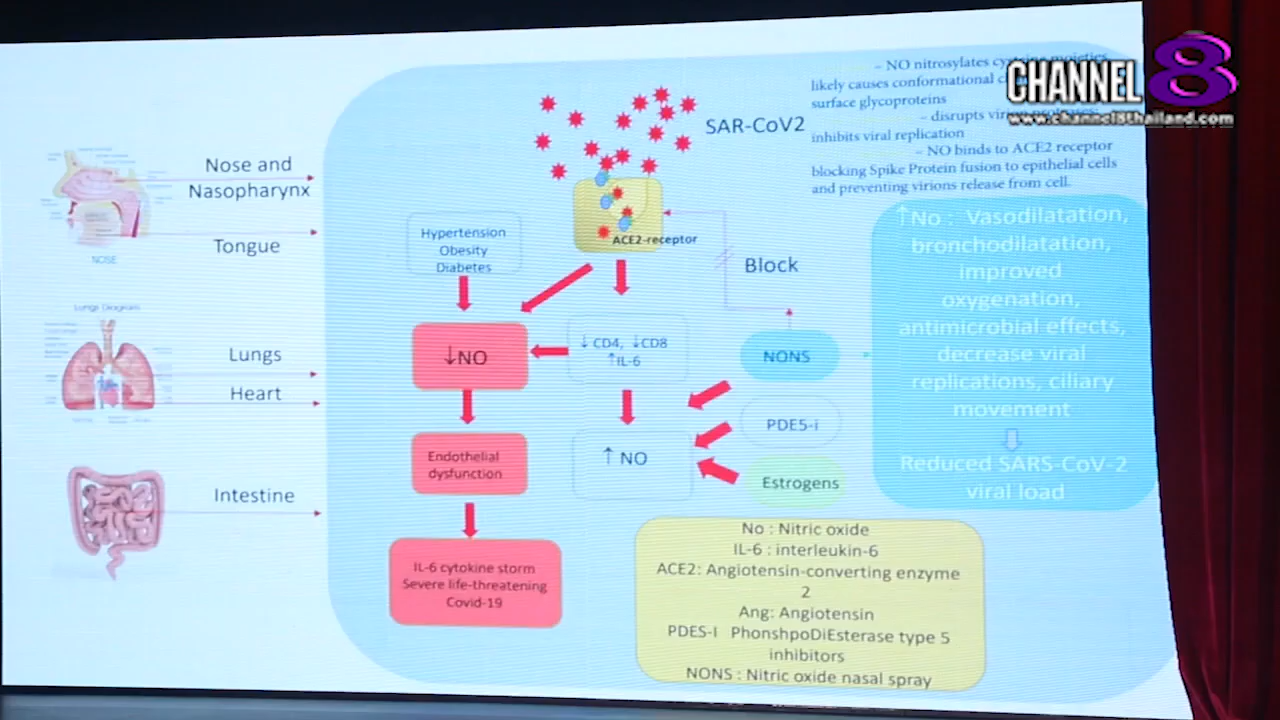 CHANNEL 8
www.channel8thailand.com
– NO nitrosylates cysteine moieties
likely causes conformational
surface glycoproteins
– disrupts
inhibits viral replication
– NO binds to ACE2 receptor
blocking Spike Protein fusion to epithelial cells
and preventing virions release from cell.
SAR-CoV2
Nose and
Nasopharynx
Tongue
NOSE
Hypertension
Obesity
Diabetes
ACE2-receptor
Block
↑No : Vasodilatation,
bronchodilatation,
improved
oxygenation,
antimicrobial effects,
decrease viral
replications, ciliary
movement
Reduced SARS-CoV-2
viral load
Lungs Diagram
Lungs
Heart
↓NO
↓CD4, ↓CD8
↑IL-6
NONS
PDE5-i
Estrogens
↑ NO
Endothelial
dysfunction
Intestine
IL-6 cytokine storm
Severe life-threatening
Covid-19
No : Nitric oxide
IL-6 : interleukin-6
ACE2: Angiotensin-converting enzyme
2
Ang: Angiotensin
PDES-I PhonshpoDiEsterase type 5
inhibitors
NONS : Nitric oxide nasal spray